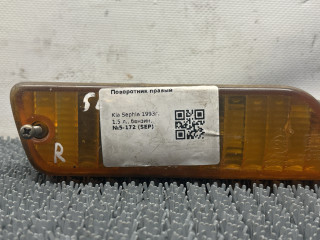 Поворотник правый
Kia Sephia 1993г.
1.5 л., бензин,
№5-172 (SEP)
R